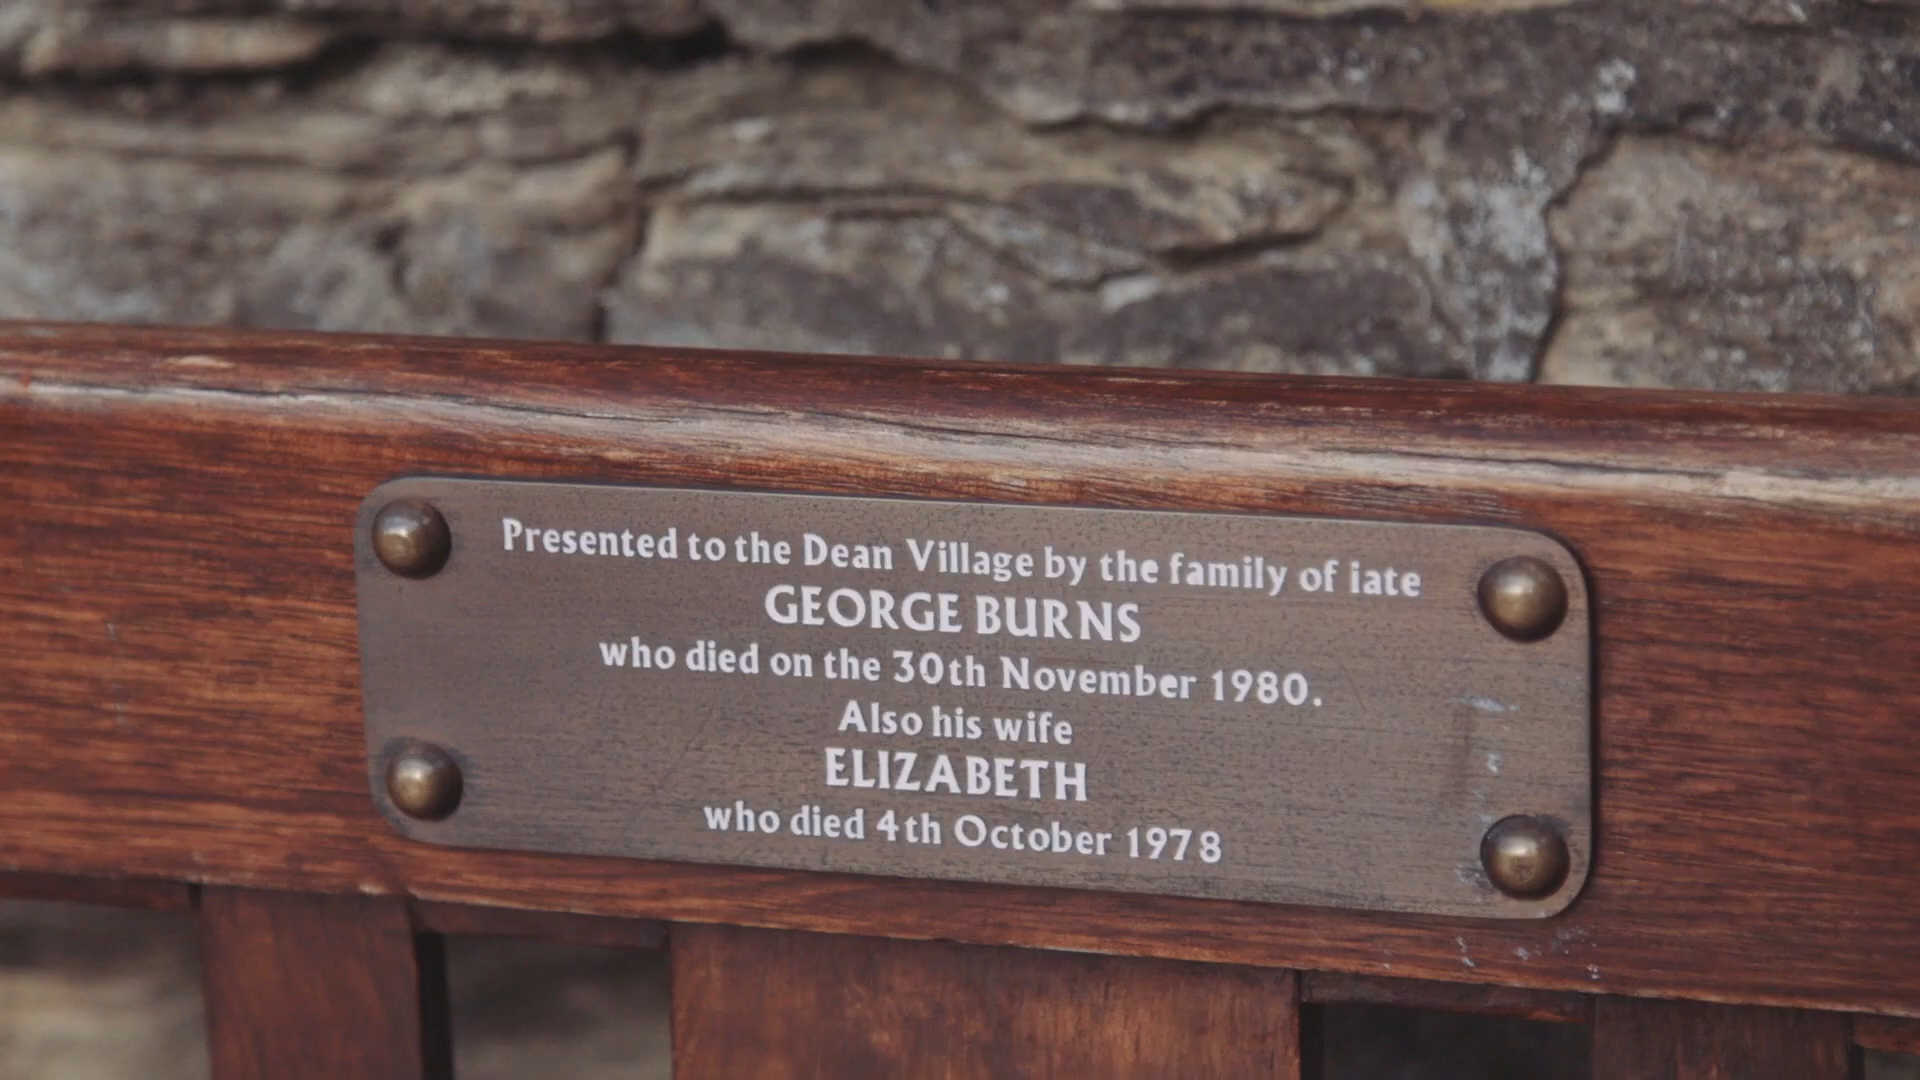 Presented to the Dean Village by the family of iate
GEORGE BURNS
who died on the 30th November 1980.
Also his wife
ELIZABETH
who died 4th October 1978